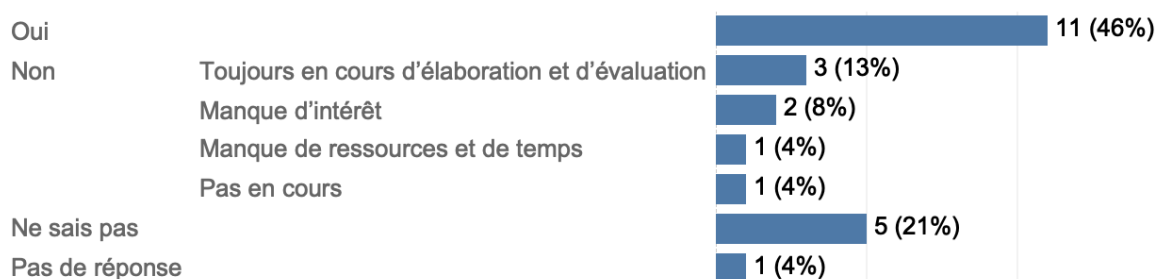 Oui 11 (46%)
Non Toujours en cours d’élaboration et d’évaluation 3 (13%)
Manque d’intérêt 2 (8%)
Manque de ressources et de temps 1 (4%)
Pas en cours 1 (4%)
Ne sais pas 5 (21%)
Pas de réponse 1 (4%)